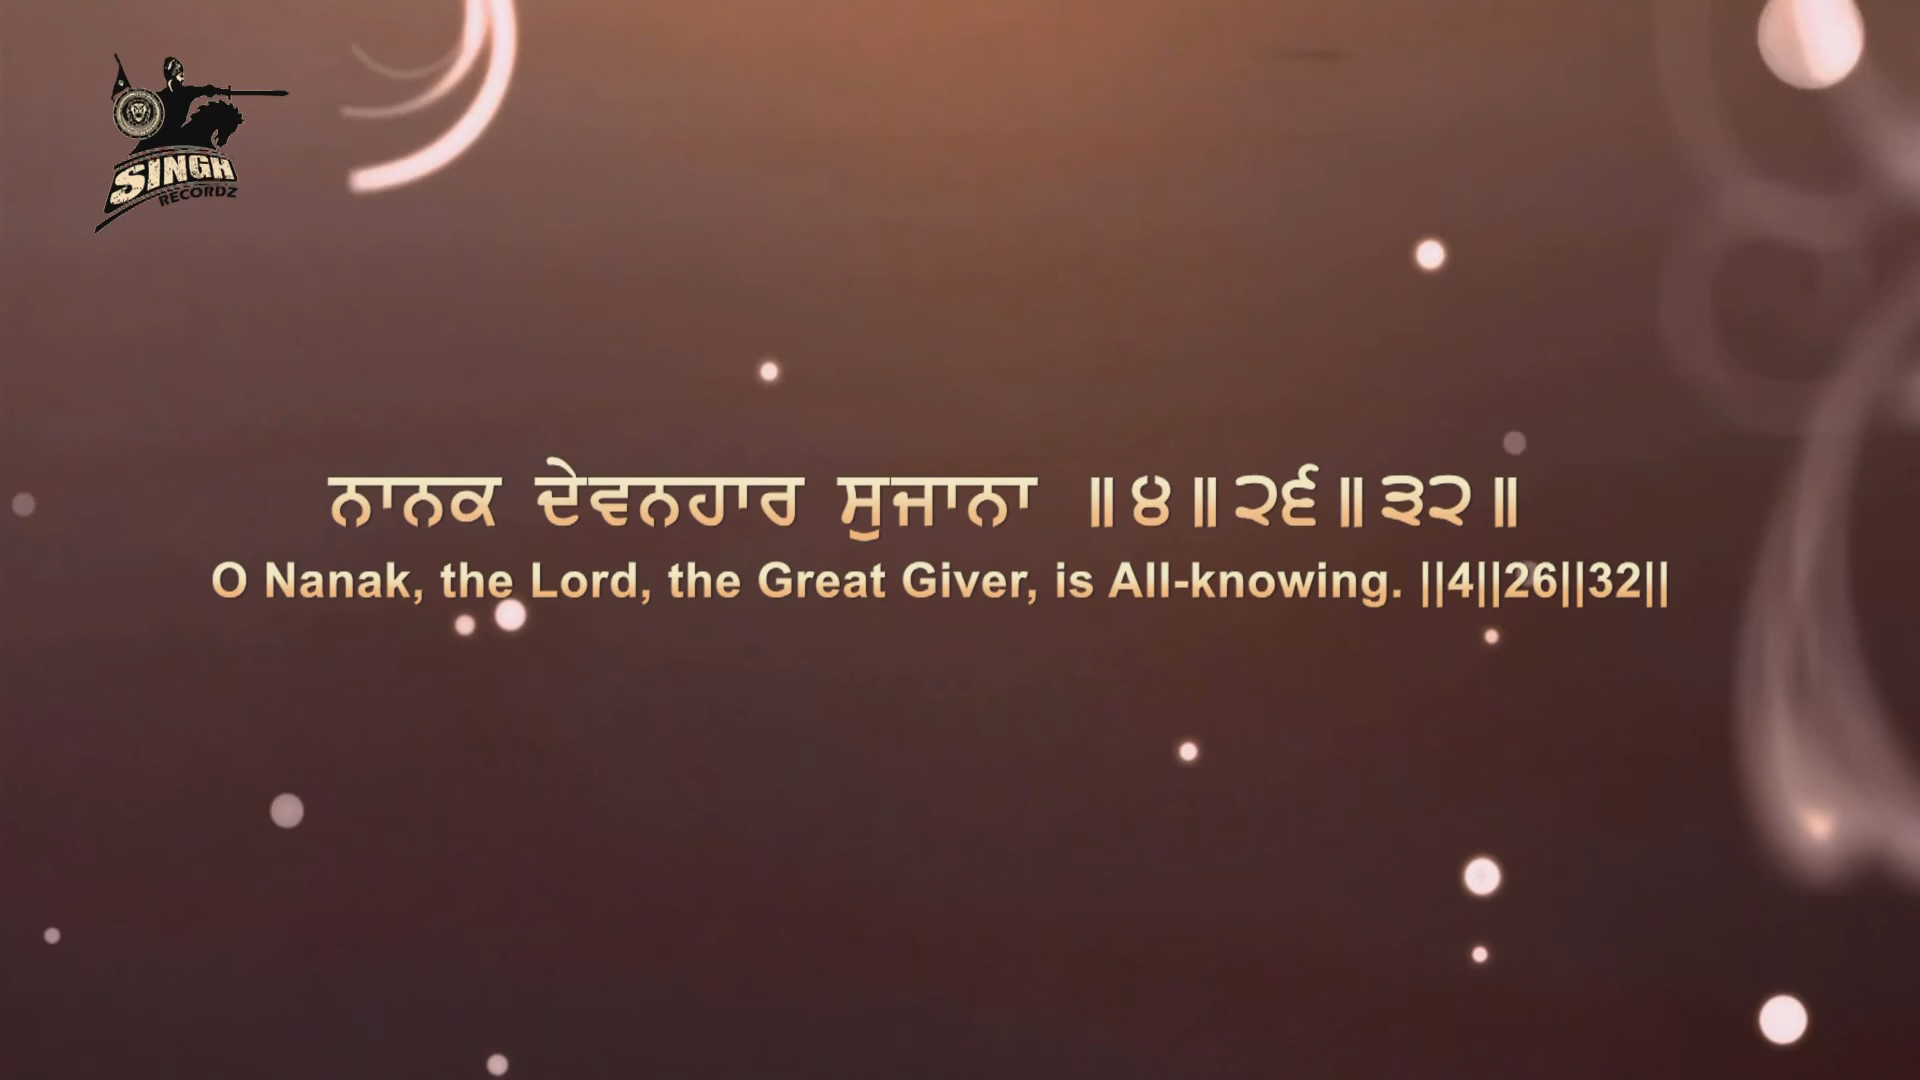 SINGH
RECORDZ
ਨਾਨਕ ਦੇਵਨਹਾਰ ਸੁਜਾਨਾ ॥੪॥੨੬॥੩੨॥
O Nanak, the Lord, the Great Giver, is All-knowing. ||4||26||32||